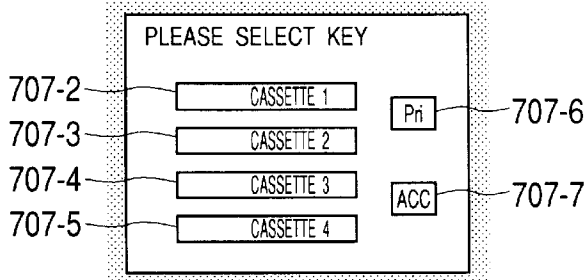 PLEASE SELECT KEY
707-2
CASSETTE 1
707-3
CASSETTE 2
707-4
CASSETTE 3
707-5
CASSETTE 4
Pri
707-6
ACC
707-7